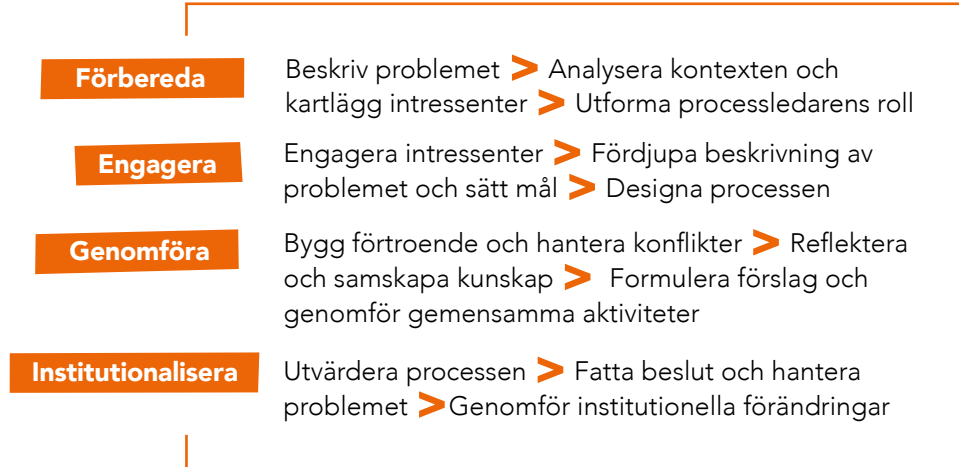 Förbereda
Beskriv problemet > Analysera kontexten och
kartlägg intressenter > Utforma processledarens roll
Engagera
Engagera intressenter > Fördjupa beskrivning av
problemet och sätt mål > Designa processen
Genomföra
Bygg förtroende och hantera konflikter > Reflektera
och samskapa kunskap > Formulera förslag och
genomför gemensamma aktiviteter
Institutionalisera
Utvärdera processen > Fatta beslut och hantera
problemet > Genomför institutionella förändringar